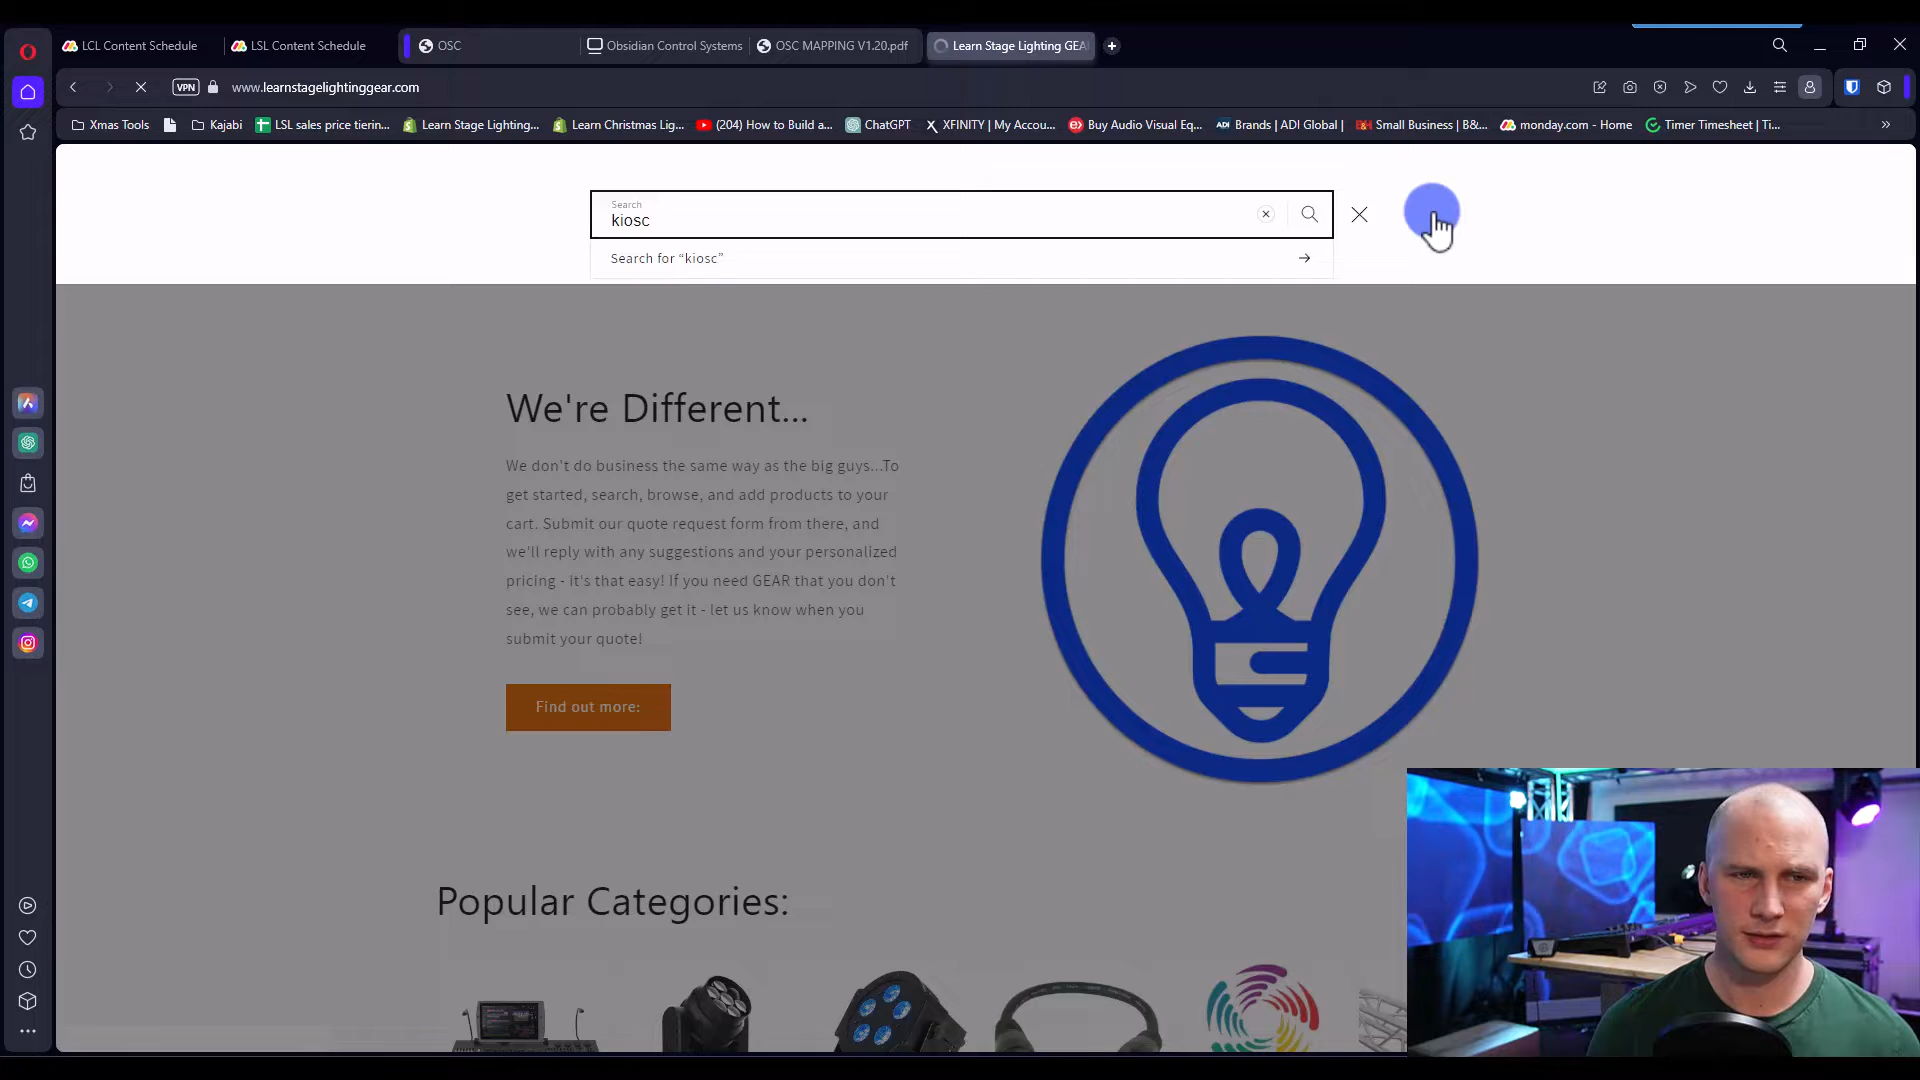 LCL Content Schedule
LSL Content Schedule
OSC
Obsidian Control Systems
OSC MAPPING V1.20.pdf
Learn Stage Lighting GEA
VPN
www.learnstagelightinggear.com
Xmas Tools
Kajabi
LSL sales price tierin...
Learn Stage Lighting...
Learn Christmas Lig...
(204) How to Build a...
ChatGPT
XFINITY | My Accou...
Buy Audio Visual Eq...
ADI
Brands | ADI Global |
Small Business | B&...
monday.com - Home
Timer Timesheet | Ti...
Search
kiosc
Search for “kiosc”
We're Different...
We don't do business the same way as the big guys...To
get started, search, browse, and add products to your
cart. Submit our quote request form from there, and
we'll reply with any suggestions and your personalized
pricing - it's that easy! If you need GEAR that you don't
see, we can probably get it - let us know when you
submit your quote!
Find out more:
Popular Categories: